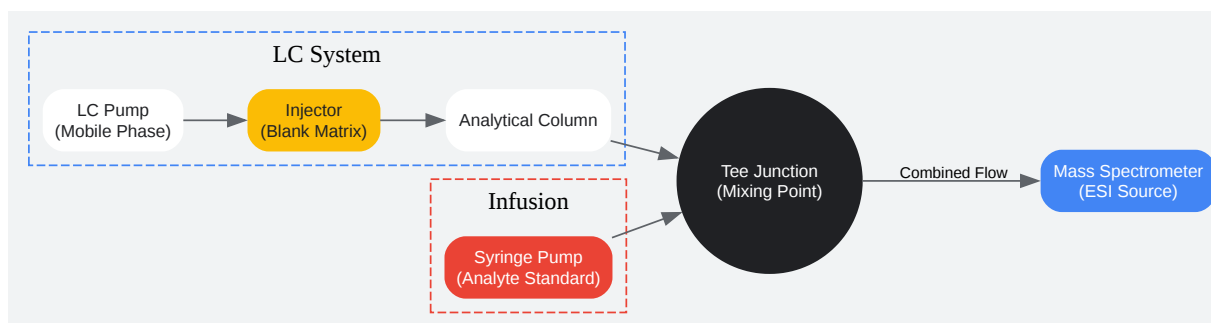 LC System
LC Pump
(Mobile Phase)
Injector
(Blank Matrix)
Analytical Column
Infusion
Syringe Pump
(Analyte Standard)
Tee Junction
(Mixing Point)
Combined Flow
Mass Spectrometer
(ESI Source)